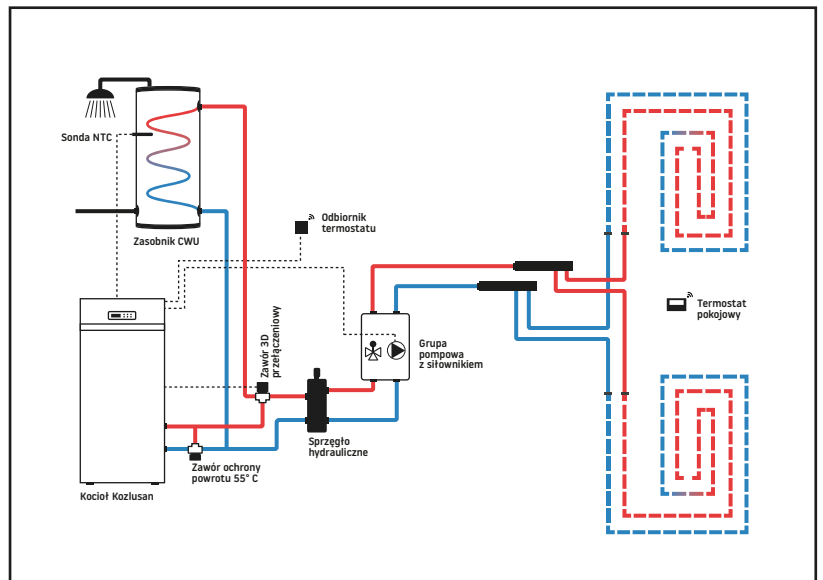 Sonda NTC
Zasobnik CWU
Odbiornik
termostatu
Zawór 3D
przełączeniowy
Grupa
pompowa
z siłownikiem
Termostat
pokojowy
Sprzęgło
hydrauliczne
Zawór ochrony
powrotu 55° C
Kocioł Kozlusan